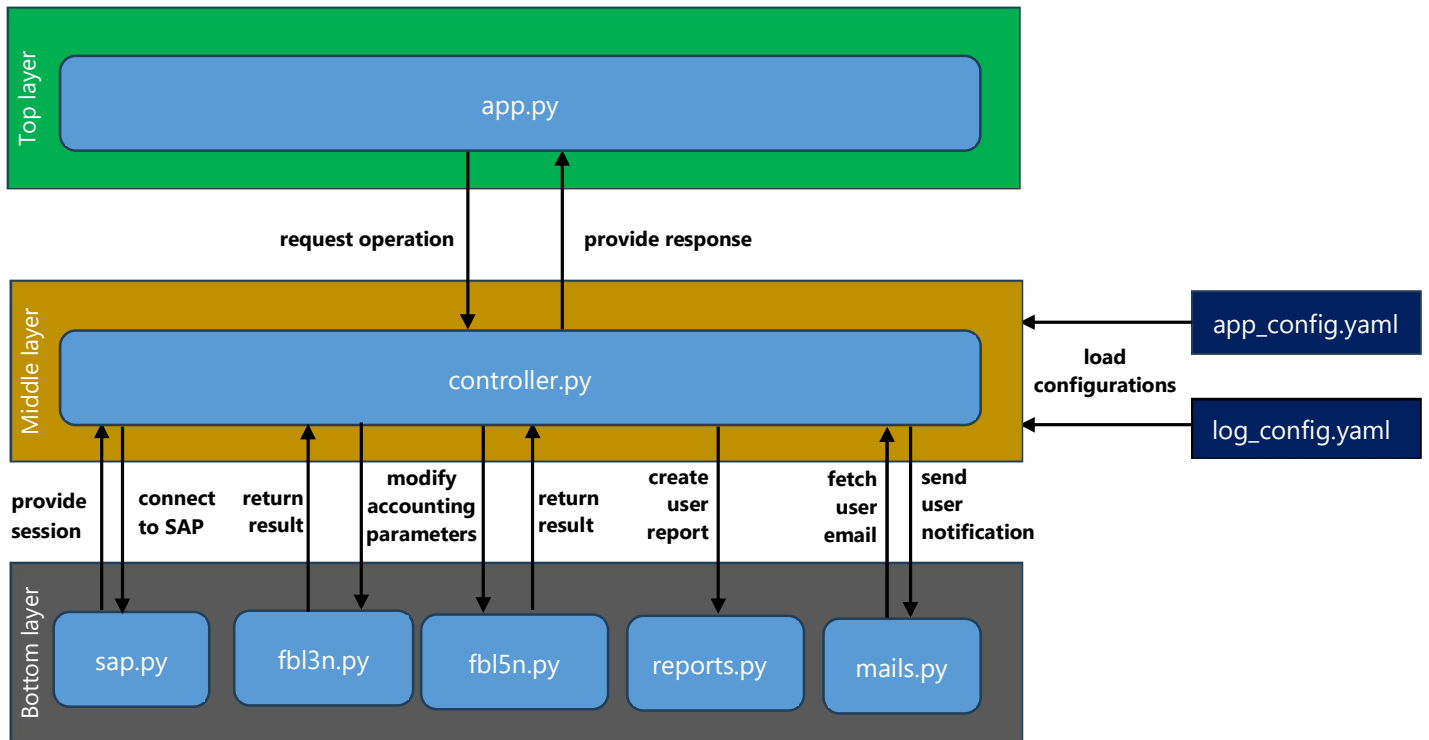 Top layer
app.py
request operation
provide response
Middle layer
controller.py
app_config.yaml
load
configurations
log_config.yaml
provide
session
connect
to SAP
return
result
modify
accounting
parameters
return
result
create
user
report
fetch
user
email
send
user
notification
Bottom layer
sap.py
fbl3n.py
fbl5n.py
reports.py
mails.py